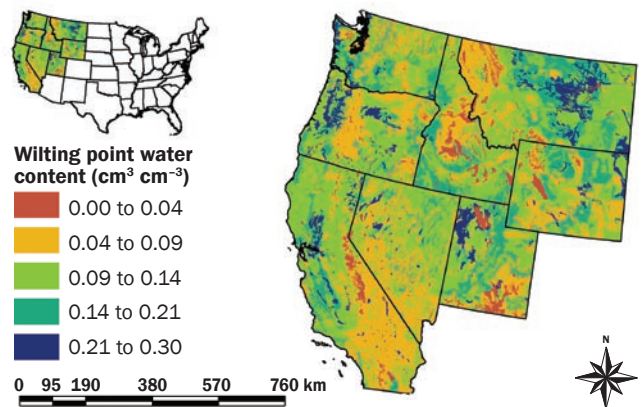 Wilting point water
content (cm³ cm⁻³)
0.00 to 0.04
0.04 to 0.09
0.09 to 0.14
0.14 to 0.21
0.21 to 0.30
0 95 190 380 570 760 km
N